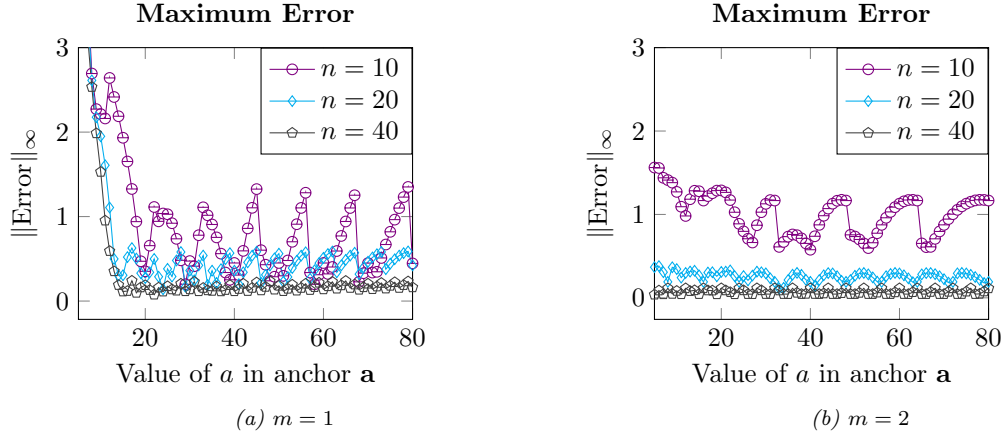 Maximum Error
||Error||∞
3
2
1
0
n = 10
n = 20
n = 40
20 40 60 80
Value of a in anchor a
(a) m = 1
Maximum Error
||Error||∞
3
2
1
0
n = 10
n = 20
n = 40
20 40 60 80
Value of a in anchor a
(b) m = 2